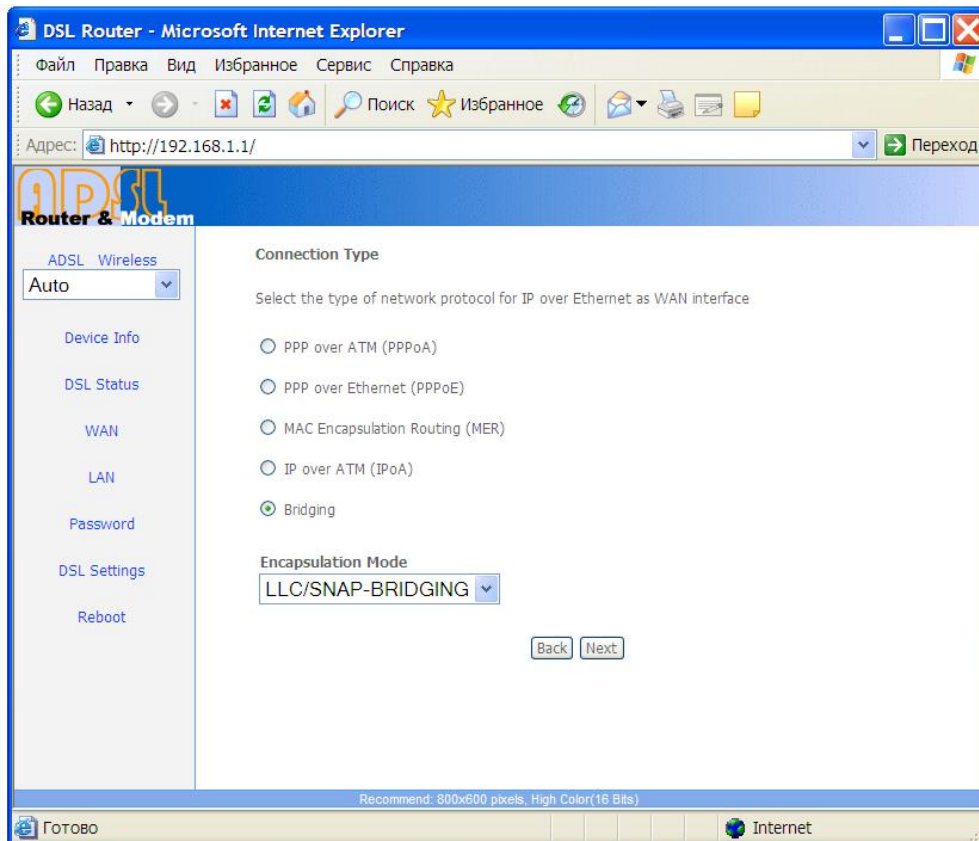 DSL Router - Microsoft Internet Explorer
Файл Правка Вид Избранное Сервис Справка
Назад Поиск Избранное
Адрес: http://192.168.1.1/ Переход
ADSL
Router & Modem
ADSL Wireless
Auto
Device Info
DSL Status
WAN
LAN
Password
DSL Settings
Reboot
Connection Type
Select the type of network protocol for IP over Ethernet as WAN interface
PPP over ATM (PPPoA)
PPP over Ethernet (PPPoE)
MAC Encapsulation Routing (MER)
IP over ATM (IPoA)
Bridging
Encapsulation Mode
LLC/SNAP-BRIDGING
Back Next
Recommend: 800x600 pixels, High Color(16 Bits)
Готово Internet